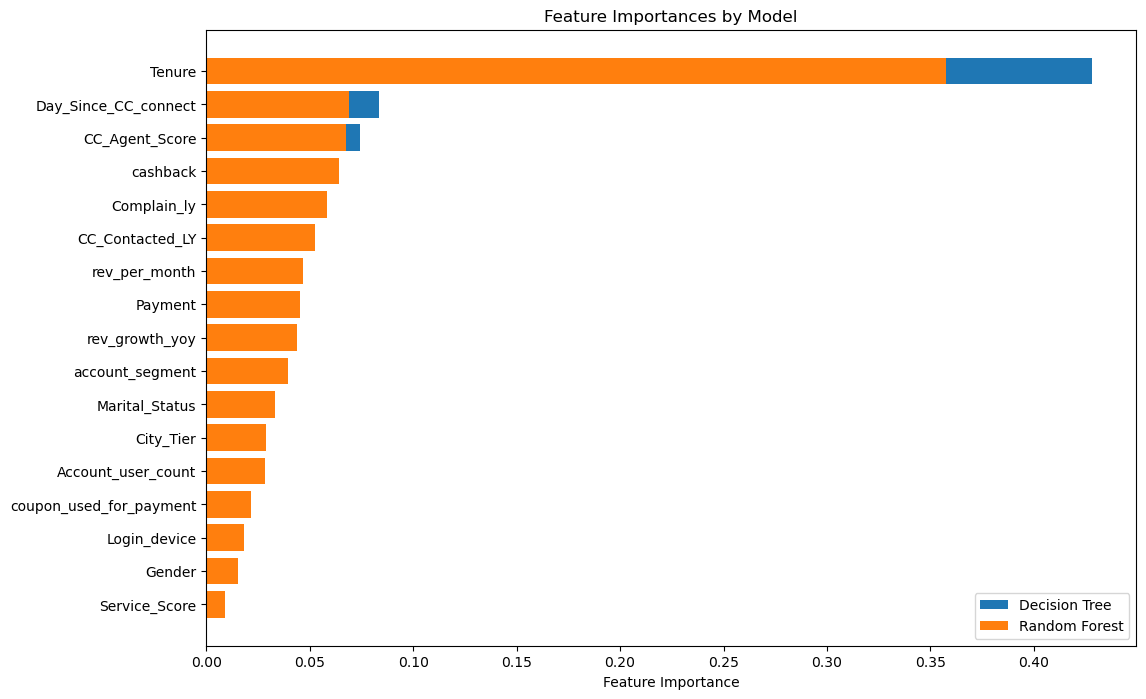 Feature Importances by Model
Tenure
Day_Since_CC_connect
CC_Agent_Score
cashback
Complain_ly
CC_Contacted_LY
rev_per_month
Payment
rev_growth_yoy
account_segment
Marital_Status
City_Tier
Account_user_count
coupon_used_for_payment
Login_device
Gender
Service_Score
Decision Tree
Random Forest
0.00 0.05 0.10 0.15 0.20 0.25 0.30 0.35 0.40
Feature Importance